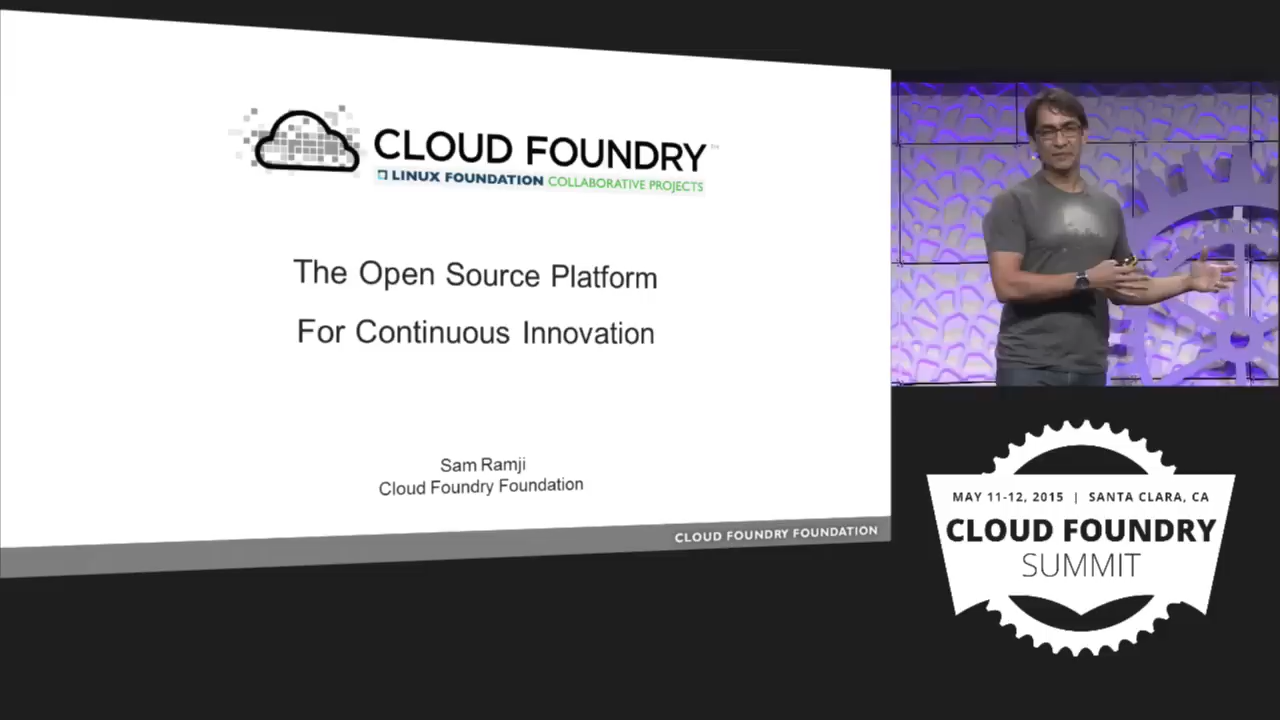 CLOUD FOUNDRY™
LINUX FOUNDATION COLLABORATIVE PROJECTS
The Open Source Platform
For Continuous Innovation
Sam Ramji
Cloud Foundry Foundation
CLOUD FOUNDRY FOUNDATION
MAY 11-12, 2015 | SANTA CLARA, CA
CLOUD FOUNDRY
SUMMIT